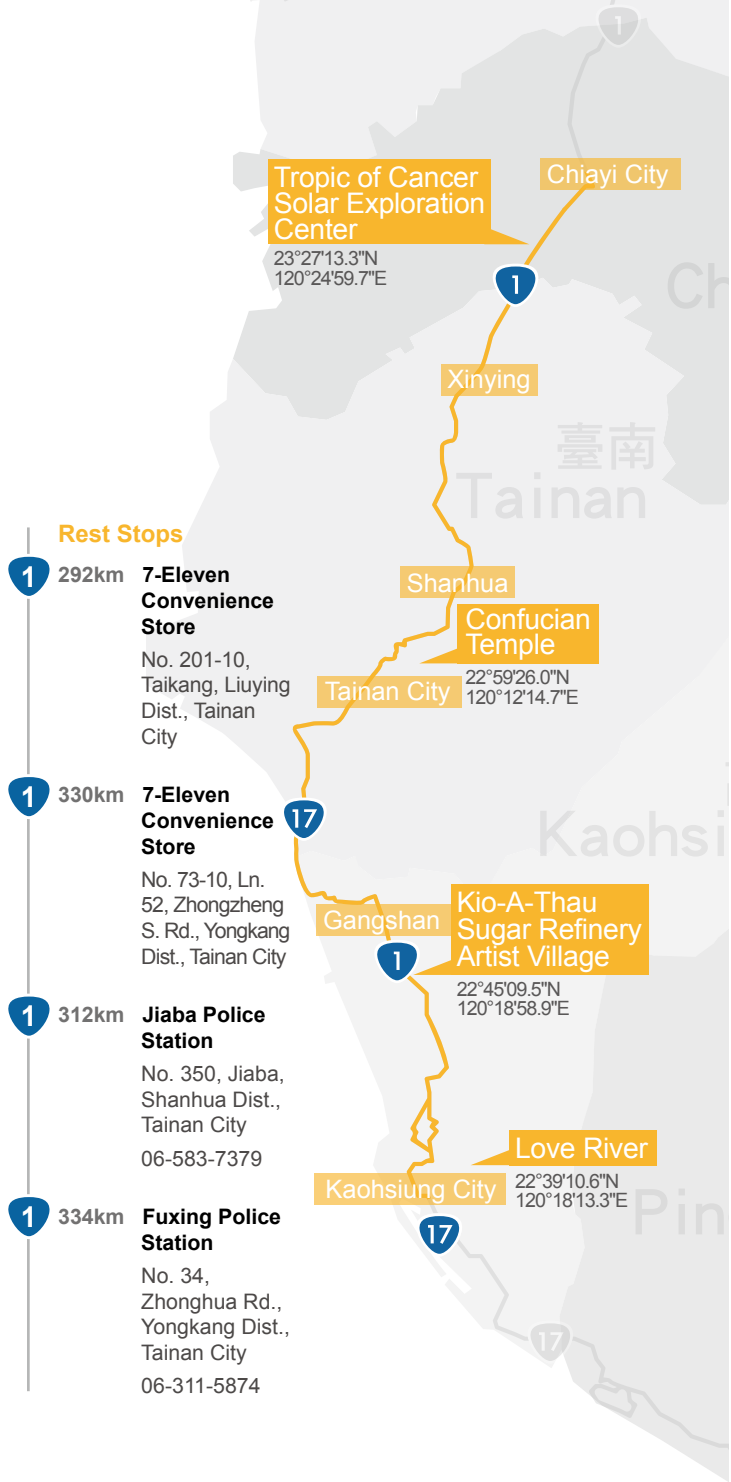 1
Chiayi City
Tropic of Cancer
Solar Exploration
Center
23°27'13.3"N
120°24'59.7"E
1
Ch
Xinying
臺南
Tainan
Rest Stops
1
292km
7-Eleven
Convenience
Store
No. 201-10,
Taikang, Liuying
Dist., Tainan
City
Shanhua
Confucian
Temple
22°59'26.0"N
120°12'14.7"E
Tainan City
1
330km
7-Eleven
Convenience
Store
No. 73-10, Ln.
52, Zhongzheng
S. Rd., Yongkang
Dist., Tainan City
17
Kaohsi
Gangshan
Kio-A-Thau
Sugar Refinery
Artist Village
22°45'09.5"N
120°18'58.9"E
1
1
312km
Jiaba Police
Station
No. 350, Jiaba,
Shanhua Dist.,
Tainan City
06-583-7379
Love River
22°39'10.6"N
120°18'13.3"E
Kaohsiung City
Pin
17
1
334km
Fuxing Police
Station
No. 34,
Zhonghua Rd.,
Yongkang Dist.,
Tainan City
06-311-5874
17